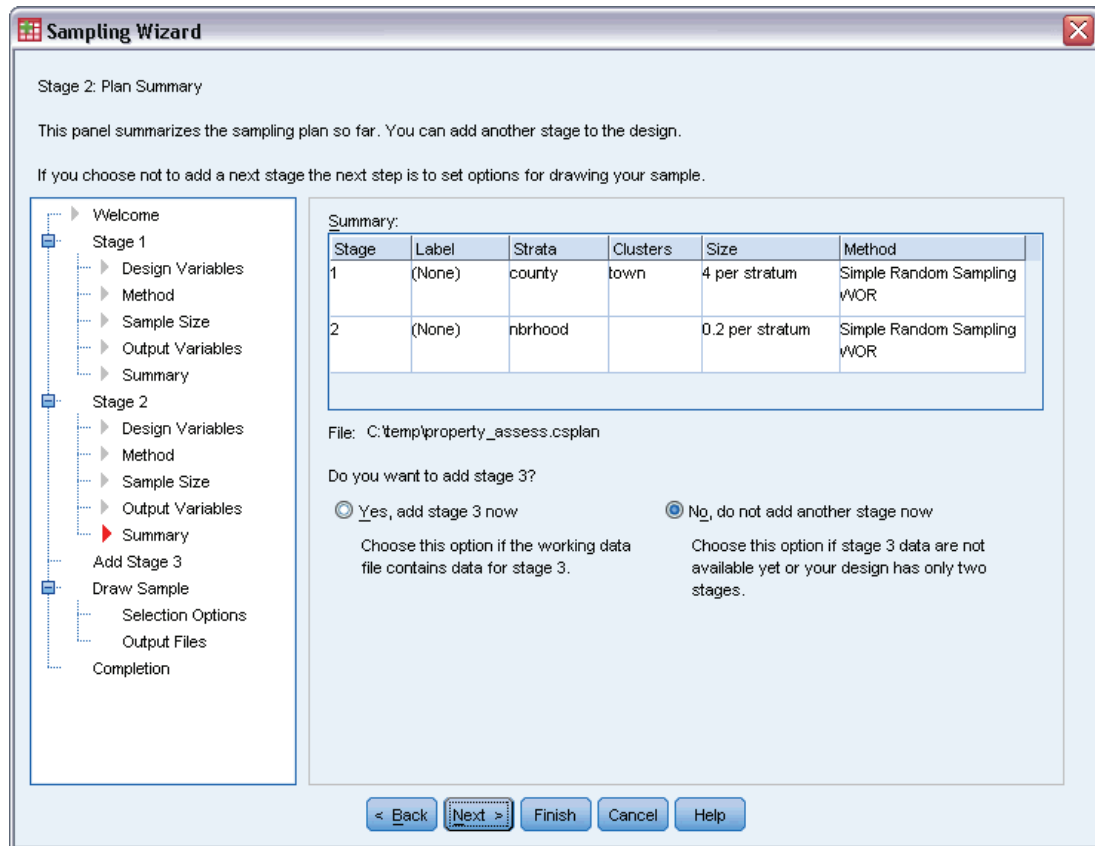 Sampling Wizard
Stage 2: Plan Summary
This panel summarizes the sampling plan so far. You can add another stage to the design.
If you choose not to add a next stage the next step is to set options for drawing your sample.
Welcome
Stage 1
Design Variables
Method
Sample Size
Output Variables
Summary
Stage 2
Design Variables
Method
Sample Size
Output Variables
Summary
Add Stage 3
Draw Sample
Selection Options
Output Files
Completion
Summary:
Stage Label Strata Clusters Size Method
1 (None) county town 4 per stratum Simple Random Sampling
WOR
2 (None) nbrhood 0.2 per stratum Simple Random Sampling
WOR
File: C:\temp\property_assess.csplan
Do you want to add stage 3?
Yes, add stage 3 now
Choose this option if the working data
file contains data for stage 3.
No, do not add another stage now
Choose this option if stage 3 data are not
available yet or your design has only two
stages.
< Back Next > Finish Cancel Help